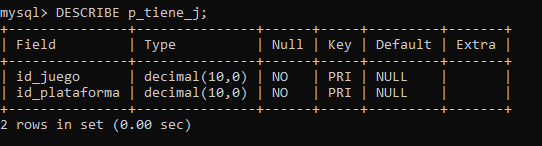 mysql> DESCRIBE p_tiene_j;
+---------------+---------------+------+-----+---------+-------+
| Field         | Type          | Null | Key | Default | Extra |
+---------------+---------------+------+-----+---------+-------+
| id_juego      | decimal(10,0) | NO   | PRI | NULL    |       |
| id_plataforma | decimal(10,0) | NO   | PRI | NULL    |       |
+---------------+---------------+------+-----+---------+-------+
2 rows in set (0.00 sec)